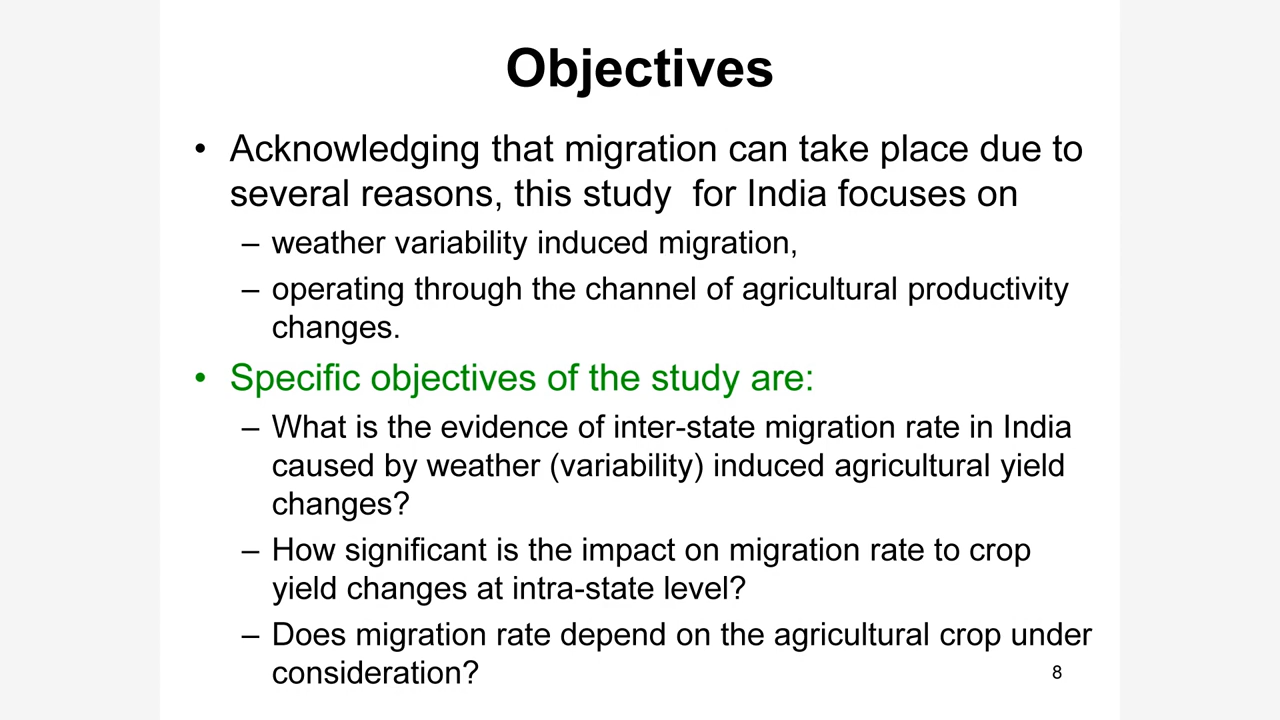 Objectives
• Acknowledging that migration can take place due to
several reasons, this study  for India focuses on
– weather variability induced migration,
– operating through the channel of agricultural productivity
changes.
• Specific objectives of the study are:
– What is the evidence of inter-state migration rate in India
caused by weather (variability) induced agricultural yield
changes?
– How significant is the impact on migration rate to crop
yield changes at intra-state level?
– Does migration rate depend on the agricultural crop under
consideration?
8